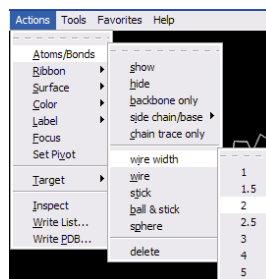 Actions Tools Favorites Help
Atoms/Bonds
Ribbon
Surface
Color
Label
Focus
Set Pivot
Target
Inspect
Write List...
Write PDB...
show
hide
backbone only
side chain/base
chain trace only
wire width
wire
stick
ball & stick
sphere
delete
1
1.5
2
2.5
3
4
5